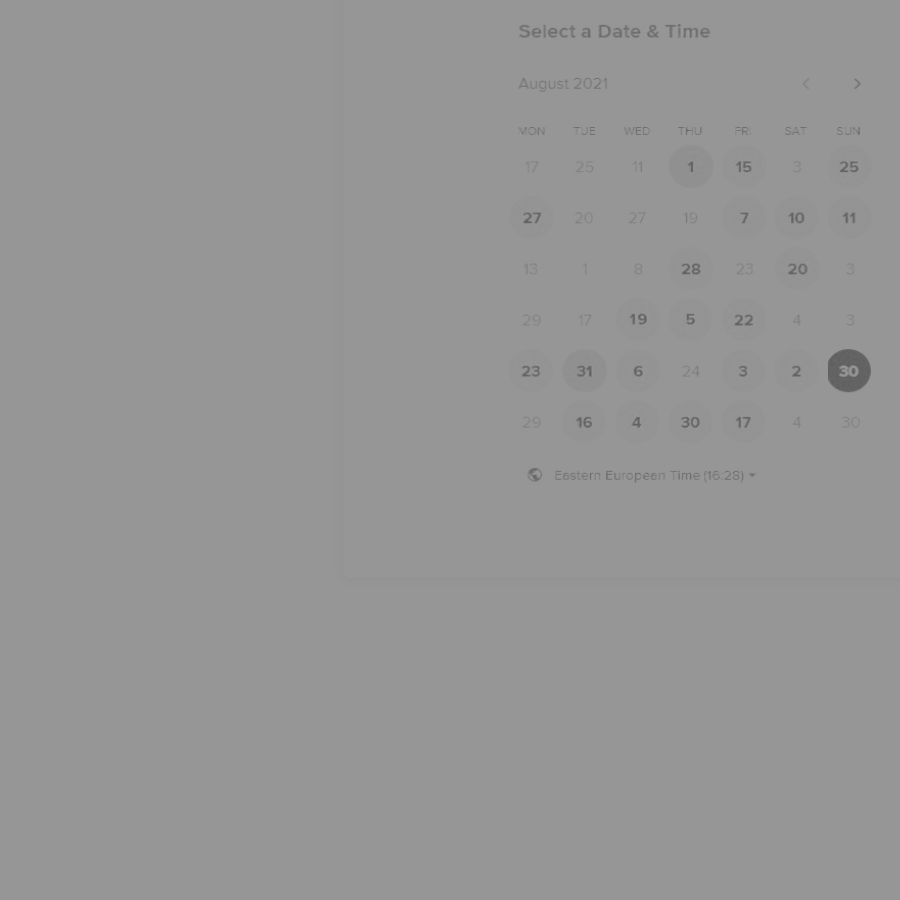 Select a Date & Time
August 2021
MON TUE WED THU FRI SAT SUN
17 25 11 1 15 3 25
27 20 27 19 7 10 11
13 1 8 28 23 20 3
29 17 19 5 22 4 3
23 31 6 24 3 2 30
29 16 4 30 17 4 30
Eastern European Time (16:28)